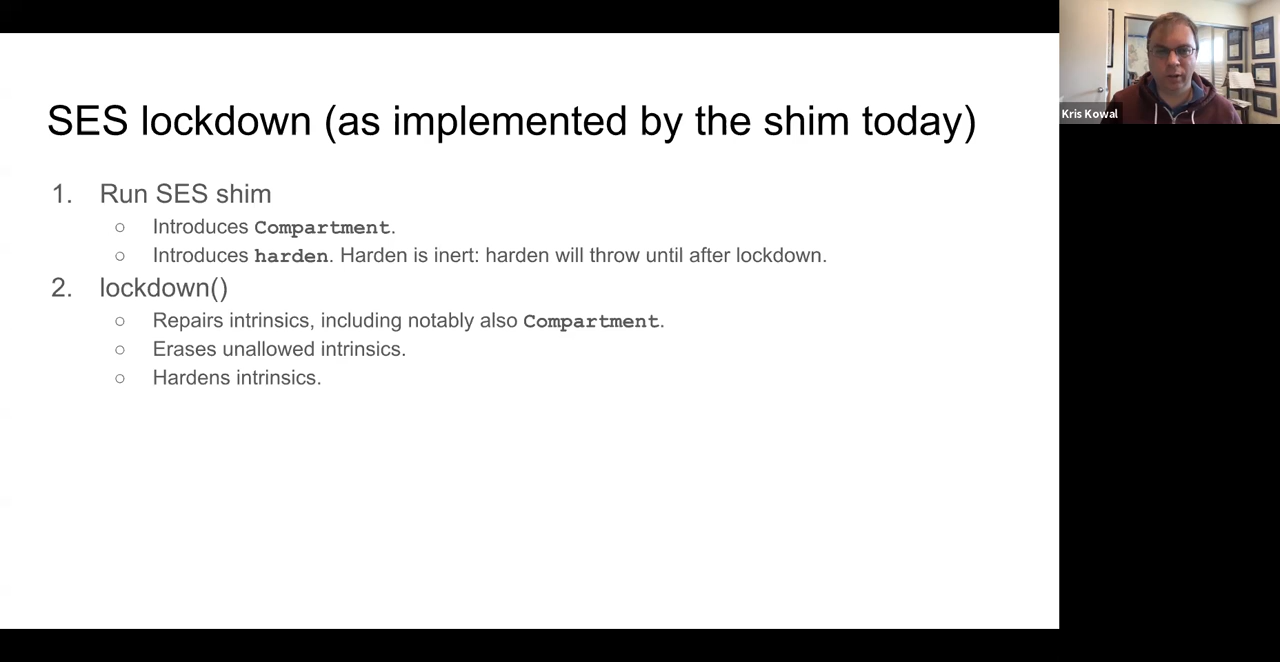 SES lockdown (as implemented by the shim today)
1. Run SES shim
○ Introduces Compartment.
○ Introduces harden. Harden is inert: harden will throw until after lockdown.
2. lockdown()
○ Repairs intrinsics, including notably also Compartment.
○ Erases unallowed intrinsics.
○ Hardens intrinsics.
Kris Kowal